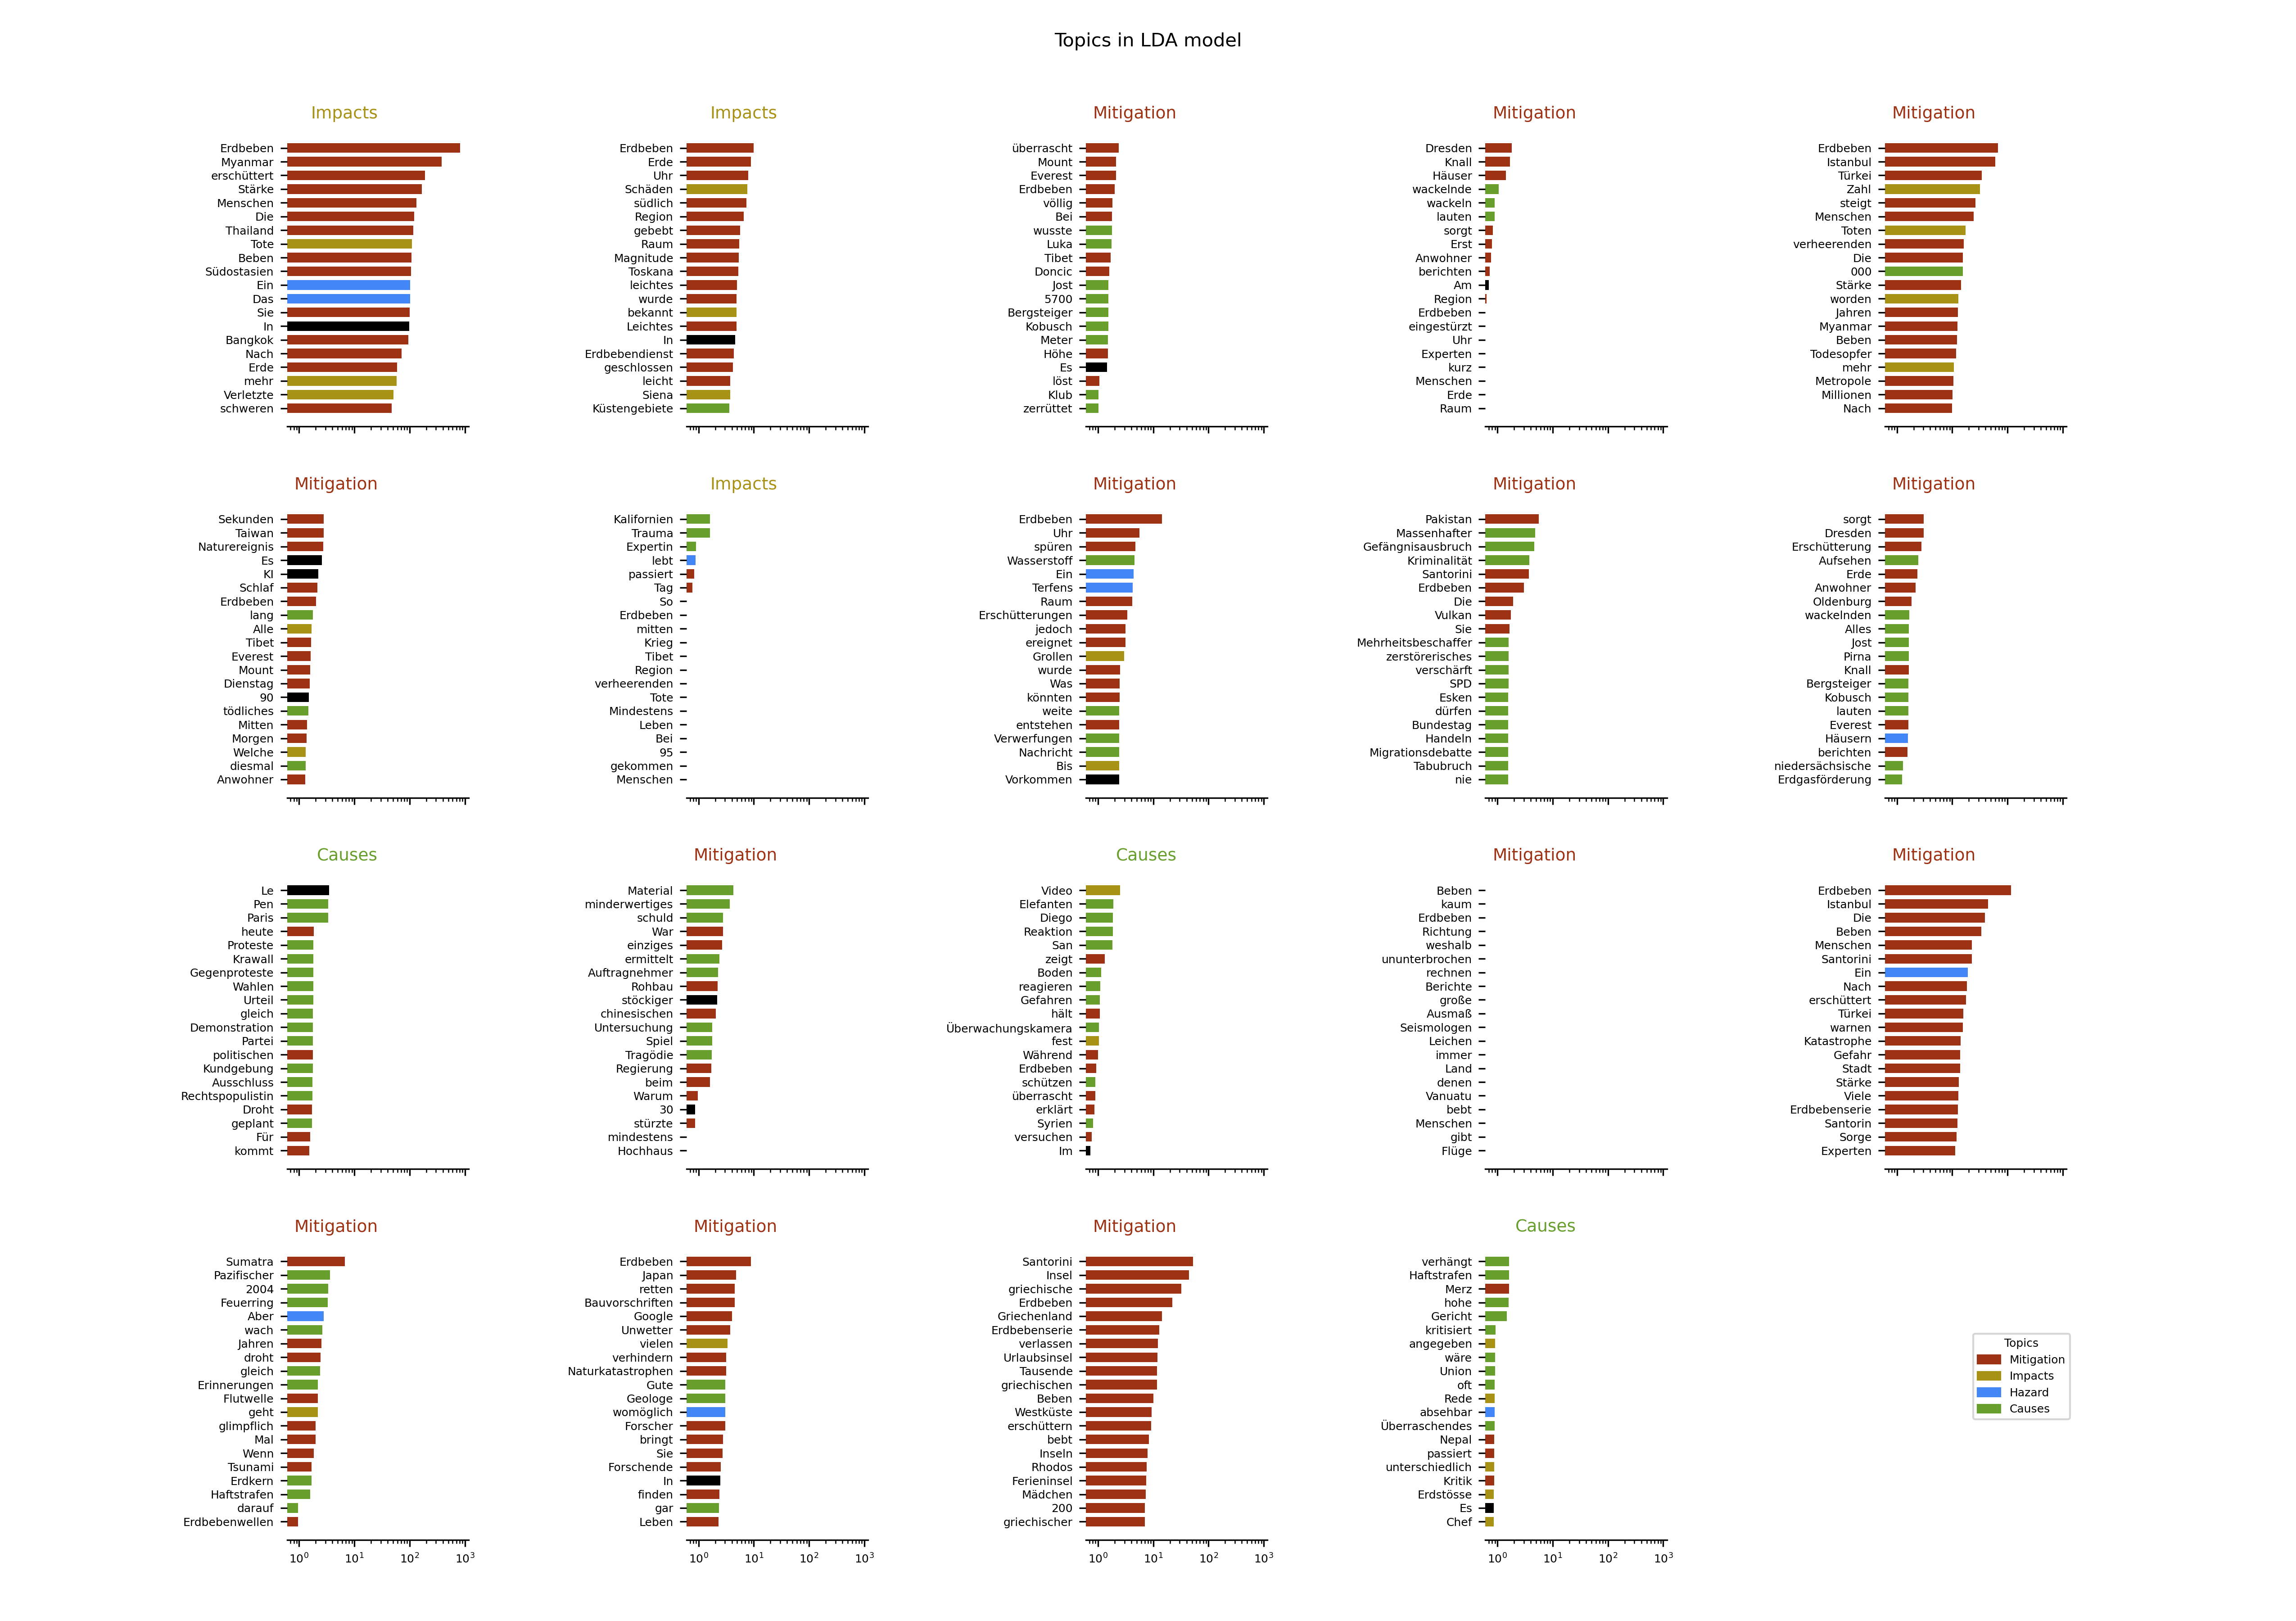 Topics in LDA model
Impacts
Erdbeben
Myanmar
erschüttert
Stärke
Menschen
Die
Thailand
Tote
Beben
Südostasien
Ein
Das
Sie
In
Bangkok
Nach
Erde
mehr
Verletzte
schweren
Impacts
Erdbeben
Erde
Uhr
Schäden
südlich
Region
gebebt
Raum
Magnitude
Toskana
leichtes
wurde
bekannt
Leichtes
In
Erdbebendienst
geschlossen
leicht
Siena
Küstengebiete
Mitigation
überrascht
Mount
Everest
Erdbeben
völlig
Bei
wusste
Luka
Tibet
Doncic
Jost
5700
Bergsteiger
Kobusch
Meter
Höhe
Es
löst
Klub
zerrüttet
Mitigation
Dresden
Knall
Häuser
wackelnde
wackeln
lauten
sorgt
Erst
Anwohner
berichten
Am
Region
Erdbeben
eingestürzt
Uhr
Experten
kurz
Menschen
Erde
Raum
Mitigation
Erdbeben
Istanbul
Türkei
Zahl
steigt
Menschen
Toten
verheerenden
Die
000
Stärke
worden
Jahren
Myanmar
Beben
Todesopfer
mehr
Metropole
Millionen
Nach
Mitigation
Sekunden
Taiwan
Naturereignis
Es
KI
Schlaf
Erdbeben
lang
Alle
Tibet
Everest
Mount
Dienstag
90
tödliches
Mitten
Morgen
Welche
diesmal
Anwohner
Impacts
Kalifornien
Trauma
Expertin
lebt
passiert
Tag
So
Erdbeben
mitten
Krieg
Tibet
Region
verheerenden
Tote
Mindestens
Leben
Bei
95
gekommen
Menschen
Mitigation
Erdbeben
Uhr
spüren
Wasserstoff
Ein
Terfens
Raum
Erschütterungen
jedoch
ereignet
Grollen
wurde
Was
könnten
weite
entstehen
Verwerfungen
Nachricht
Bis
Vorkommen
Mitigation
Pakistan
Massenhafter
Gefängnisausbruch
Kriminalität
Santorini
Erdbeben
Die
Vulkan
Sie
Mehrheitsbeschaffer
zerstörerisches
verschärft
SPD
Esken
dürfen
Bundestag
Handeln
Migrationsdebatte
Tabubruch
nie
Mitigation
sorgt
Dresden
Erschütterung
Aufsehen
Erde
Anwohner
Oldenburg
wackelnden
Alles
Jost
Pirna
Knall
Bergsteiger
Kobusch
lauten
Everest
Häusern
berichten
niedersächsische
Erdgasförderung
Causes
Le
Pen
Paris
heute
Proteste
Krawall
Gegenproteste
Wahlen
Urteil
gleich
Demonstration
Partei
politischen
Kundgebung
Ausschluss
Rechtspopulistin
Droht
geplant
Für
kommt
Mitigation
Material
minderwertiges
schuld
War
einziges
ermittelt
Auftragnehmer
Rohbau
stöckiger
chinesischen
Untersuchung
Spiel
Tragödie
Regierung
beim
Warum
30
stürzte
mindestens
Hochhaus
Causes
Video
Elefanten
Diego
Reaktion
San
zeigt
Boden
reagieren
Gefahren
hält
Überwachungskamera
fest
Während
Erdbeben
schützen
überrascht
erklärt
Syrien
versuchen
Im
Mitigation
Beben
kaum
Erdbeben
Richtung
weshalb
ununterbrochen
rechnen
Berichte
große
Ausmaß
Seismologen
Leichen
immer
Land
denen
Vanuatu
bebt
Menschen
gibt
Flüge
Mitigation
Erdbeben
Istanbul
Die
Beben
Menschen
Santorini
Ein
Nach
erschüttert
Türkei
warnen
Katastrophe
Gefahr
Stadt
Stärke
Viele
Erdbebenserie
Santorin
Sorge
Experten
Mitigation
Sumatra
Pazifischer
2004
Feuerring
Aber
wach
Jahren
droht
gleich
Erinnerungen
Flutwelle
geht
glimpflich
Mal
Wenn
Tsunami
Erdkern
Haftstrafen
darauf
Erdbebenwellen
10⁰ 10¹ 10² 10³
Mitigation
Erdbeben
Japan
retten
Bauvorschriften
Google
Unwetter
vielen
verhindern
Naturkatastrophen
Gute
Geologe
womöglich
Forscher
bringt
Sie
Forschende
In
finden
gar
Leben
10⁰ 10¹ 10² 10³
Mitigation
Santorini
Insel
griechische
Erdbeben
Griechenland
Erdbebenserie
verlassen
Urlaubsinsel
Tausende
griechischen
Beben
Westküste
erschüttern
bebt
Inseln
Rhodos
Ferieninsel
Mädchen
200
griechischer
10⁰ 10¹ 10² 10³
Causes
verhängt
Haftstrafen
Merz
hohe
Gericht
kritisiert
angegeben
wäre
Union
oft
Rede
absehbar
Überraschendes
Nepal
passiert
unterschiedlich
Kritik
Erdstösse
Es
Chef
10⁰ 10¹ 10² 10³
Topics
Mitigation
Impacts
Hazard
Causes